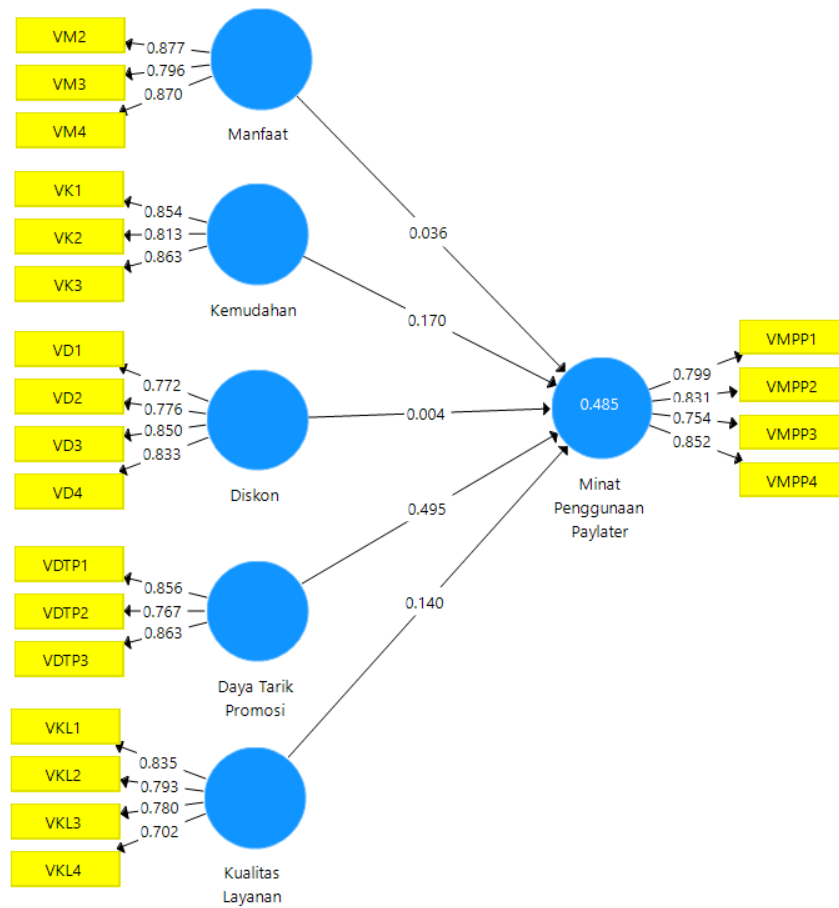 VM2
0.877
VM3
0.796
VM4
0.870
Manfaat
0.036
VK1
0.854
VK2
0.813
VK3
0.863
Kemudahan
0.170
VD1
0.772
VD2
0.776
VD3
0.850
VD4
0.833
Diskon
0.004
VDTP1
0.856
VDTP2
0.767
VDTP3
0.863
Daya Tarik
Promosi
0.495
VKL1
0.835
VKL2
0.793
VKL3
0.780
VKL4
0.702
Kualitas
Layanan
0.140
0.485
Minat
Penggunaan
Paylater
VMPP1
0.799
VMPP2
0.831
VMPP3
0.754
VMPP4
0.852